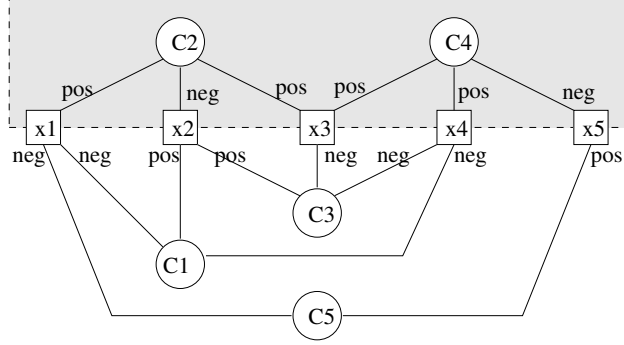 C2 C4
pos neg pos pos pos neg
x1 x2 x3 x4 x5
neg neg pos pos neg neg neg pos
C3
C1
C5